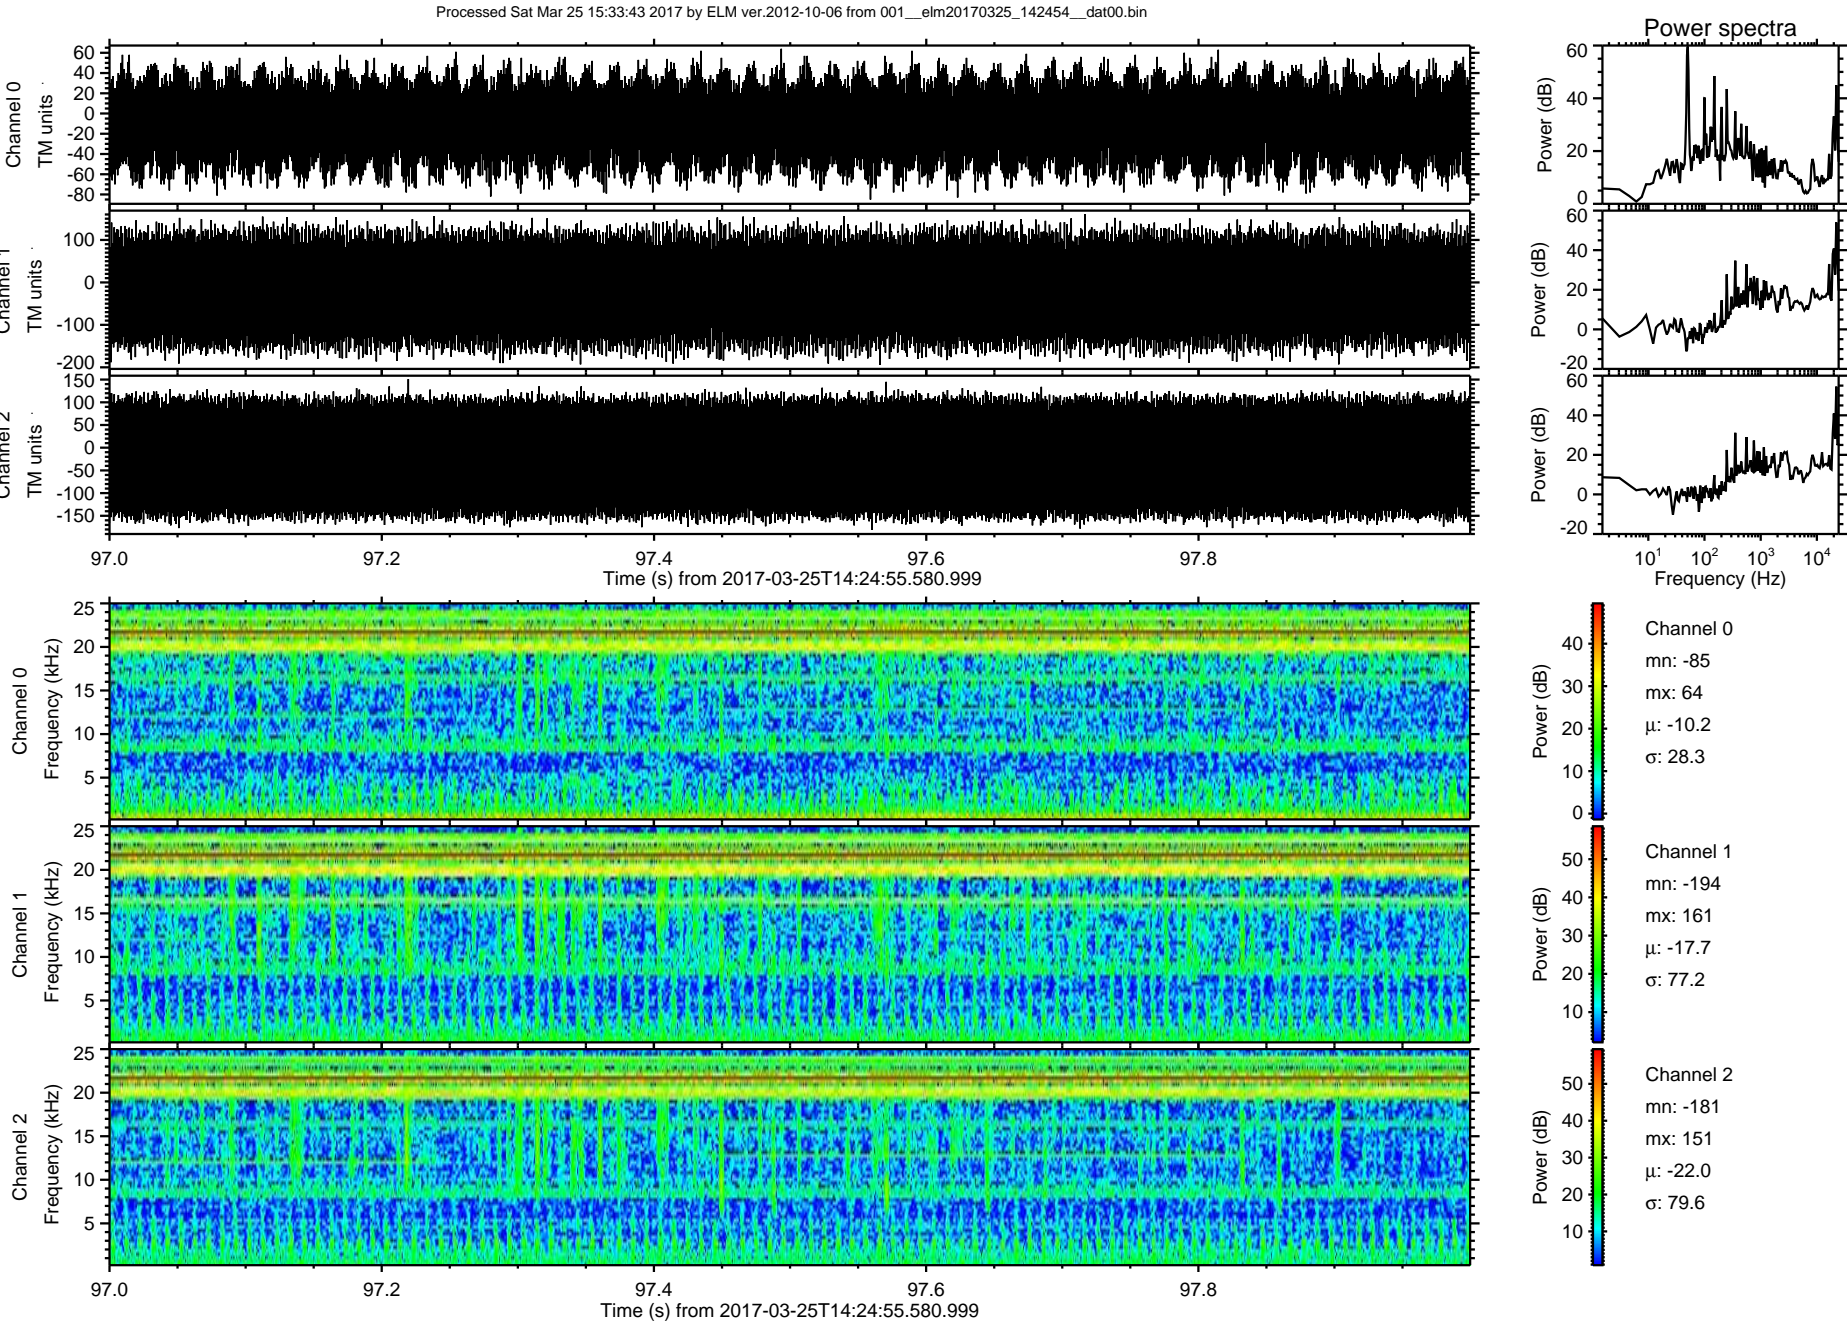 Processed Sat Mar 25 15:33:43 2017 by ELM ver.2012-10-06 from 001__elm20170325_142454__dat00.bin
Power spectra
Channel 0
TM units
60
40
20
0
-20
-40
-60
-80
Power (dB)
60
40
20
0
Channel 1
TM units
100
0
-100
-200
Power (dB)
60
40
20
0
-20
Channel 2
TM units
150
100
50
0
-50
-100
-150
Power (dB)
60
40
20
0
-20
97.0 97.2 97.4 97.6 97.8
Time (s) from 2017-03-25T14:24:55.580.999
10¹ 10² 10³ 10⁴
Frequency (Hz)
Channel 0
Frequency (kHz)
25
20
15
10
5
Power (dB)
40
30
20
10
0
Channel 0
mn: -85
mx: 64
μ: -10.2
σ: 28.3
Channel 1
Frequency (kHz)
25
20
15
10
5
Power (dB)
50
40
30
20
10
Channel 1
mn: -194
mx: 161
μ: -17.7
σ: 77.2
Channel 2
Frequency (kHz)
25
20
15
10
5
Power (dB)
50
40
30
20
10
Channel 2
mn: -181
mx: 151
μ: -22.0
σ: 79.6
97.0 97.2 97.4 97.6 97.8
Time (s) from 2017-03-25T14:24:55.580.999